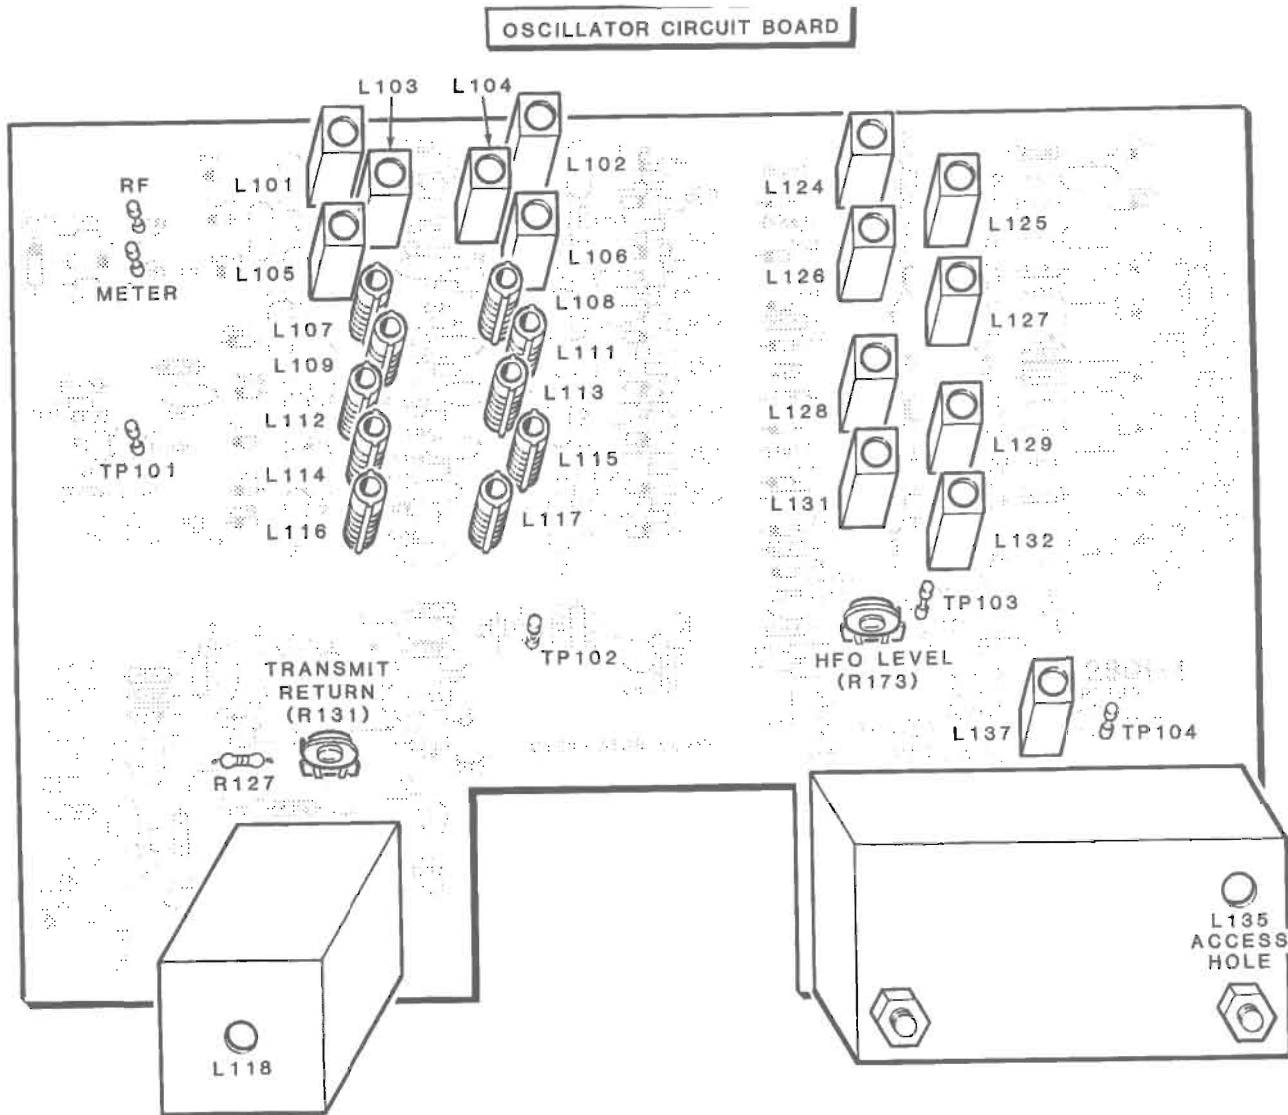 OSCILLATOR CIRCUIT BOARD
L103
L104
L101
L102
L124
L125
RF
METER
L105
L106
L126
L127
L107
L108
L109
L111
L112
L113
L128
L129
TP101
L114
L115
L116
L117
L131
L132
TP103
TP102
HFO LEVEL
(R173)
TRANSMIT
RETURN
(R131)
R127
L137
TP104
L135
ACCESS
HOLE
L118